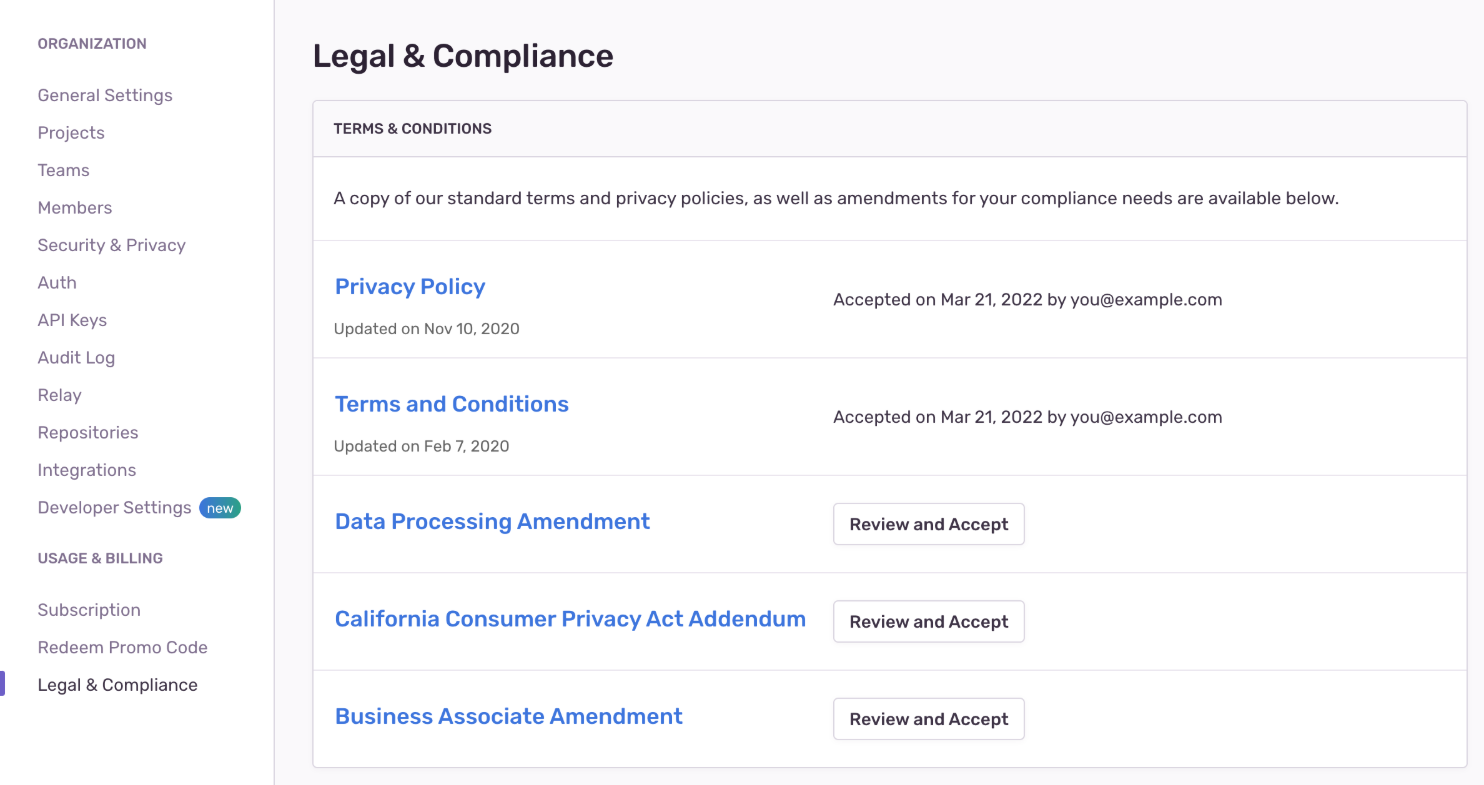 ORGANIZATION
General Settings
Projects
Teams
Members
Security & Privacy
Auth
API Keys
Audit Log
Relay
Repositories
Integrations
Developer Settings new
USAGE & BILLING
Subscription
Redeem Promo Code
Legal & Compliance
Legal & Compliance
TERMS & CONDITIONS
A copy of our standard terms and privacy policies, as well as amendments for your compliance needs are available below.
Privacy Policy
Updated on Nov 10, 2020
Accepted on Mar 21, 2022 by you@example.com
Terms and Conditions
Updated on Feb 7, 2020
Accepted on Mar 21, 2022 by you@example.com
Data Processing Amendment
Review and Accept
California Consumer Privacy Act Addendum
Review and Accept
Business Associate Amendment
Review and Accept